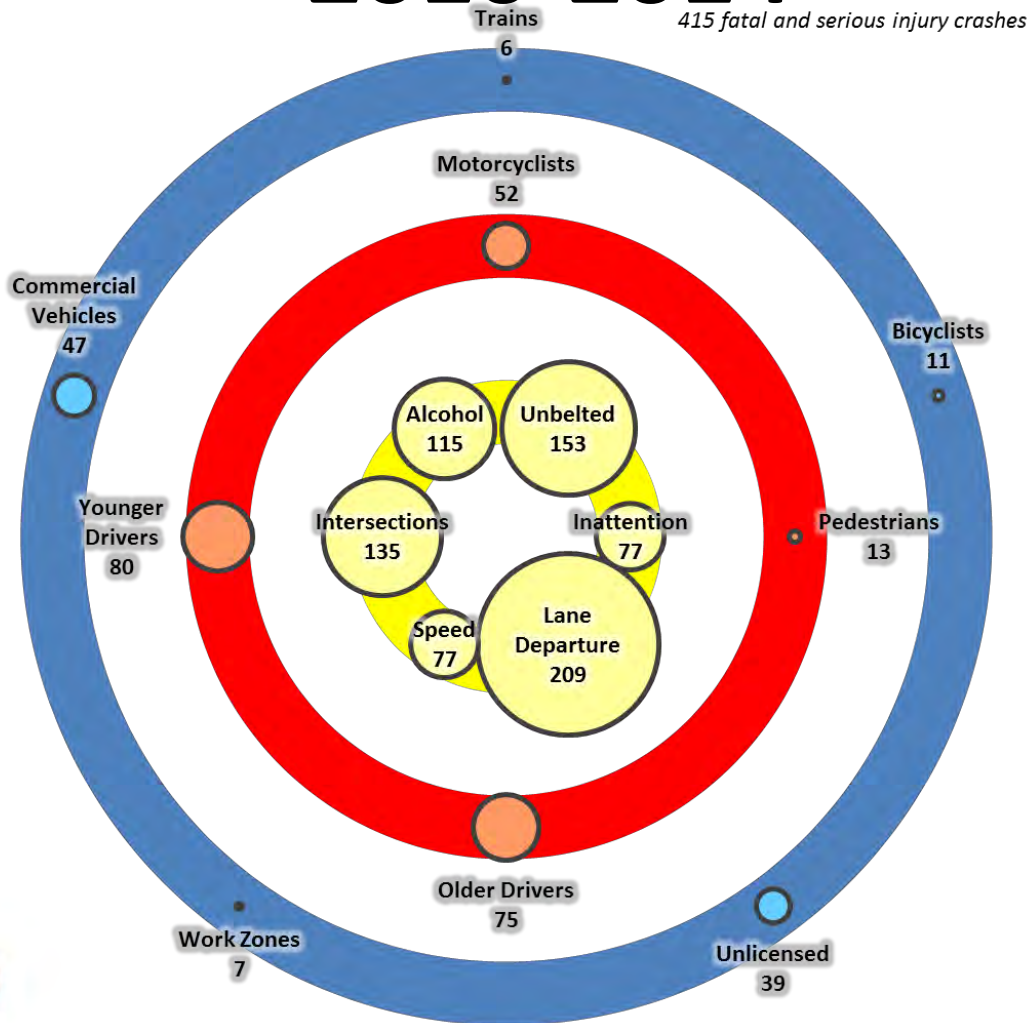 Trains
415 fatal and serious injury crashes
6
Motorcyclists
52
Commercial
Vehicles
47
Bicyclists
11
Alcohol
115
Unbelted
153
Younger
Drivers
80
Intersections
135
Inattention
77
Pedestrians
13
Speed
77
Lane
Departure
209
Older Drivers
75
Work Zones
7
Unlicensed
39